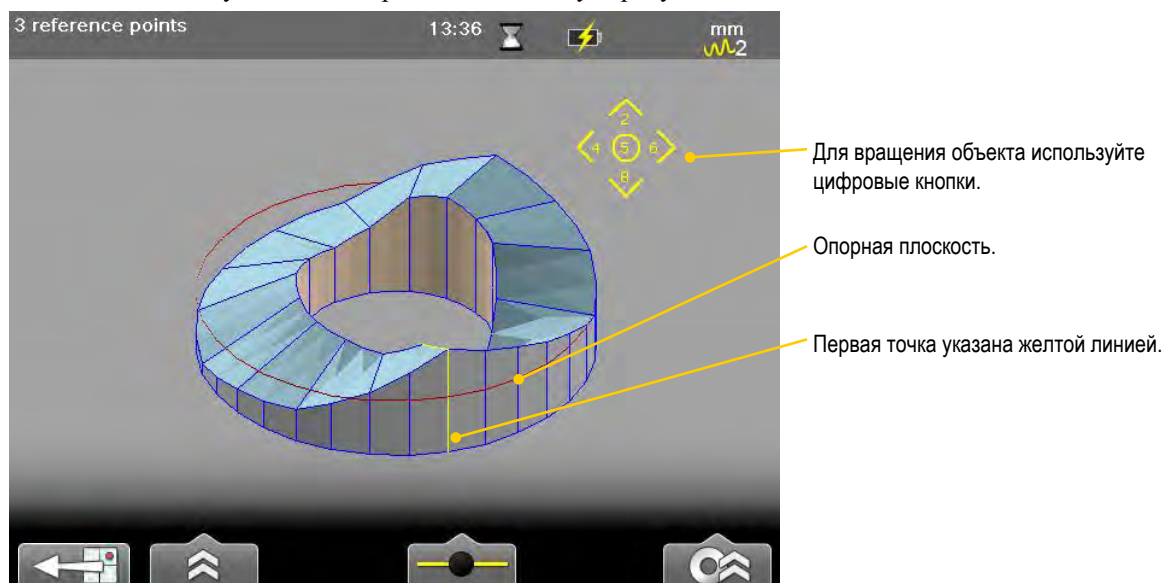 3 reference points
13:36
mm
2
2
4 5 6
8
Для вращения объекта используйте
цифровые кнопки.
Опорная плоскость.
Первая точка указана желтой линией.